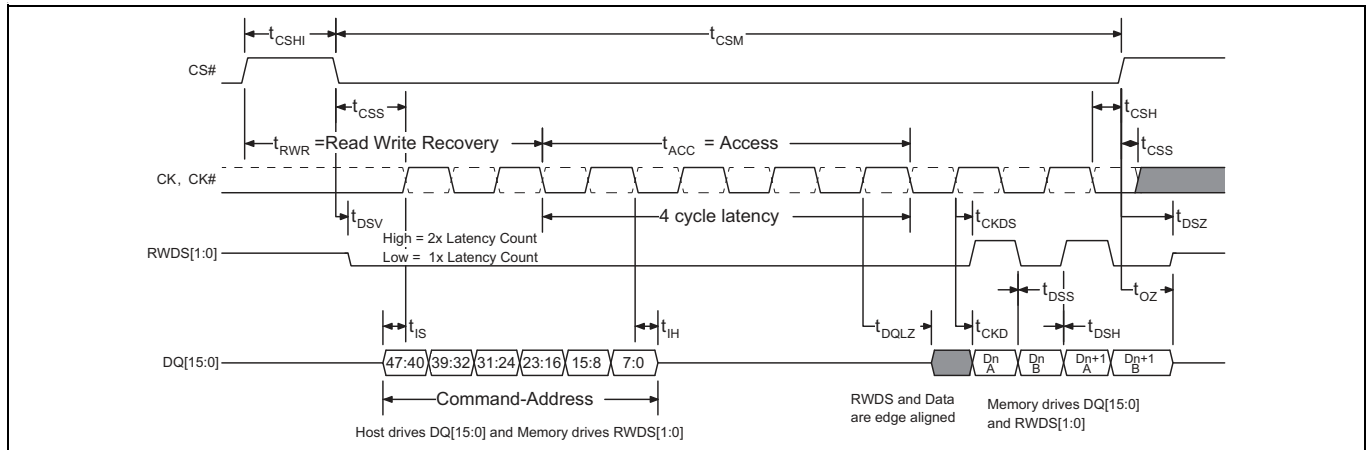 tCSHI
tCSM
CS#
tCSS
tCSH
tRWR =Read Write Recovery
tACC = Access
tCSS
CK, CK#
tDSV
4 cycle latency
tCKDS
tDSZ
High = 2x Latency Count
Low = 1x Latency Count
RWDS[1:0]
tDSS
tOZ
tIS
tIH
tDQLZ
tCKD
tDSH
DQ[15:0]
47:40 39:32 31:24 23:16 15:8 7:0
Dn A
Dn B
Dn+1 A
Dn+1 B
Command-Address
RWDS and Data
are edge aligned
Memory drives DQ[15:0]
and RWDS[1:0]
Host drives DQ[15:0] and Memory drives RWDS[1:0]